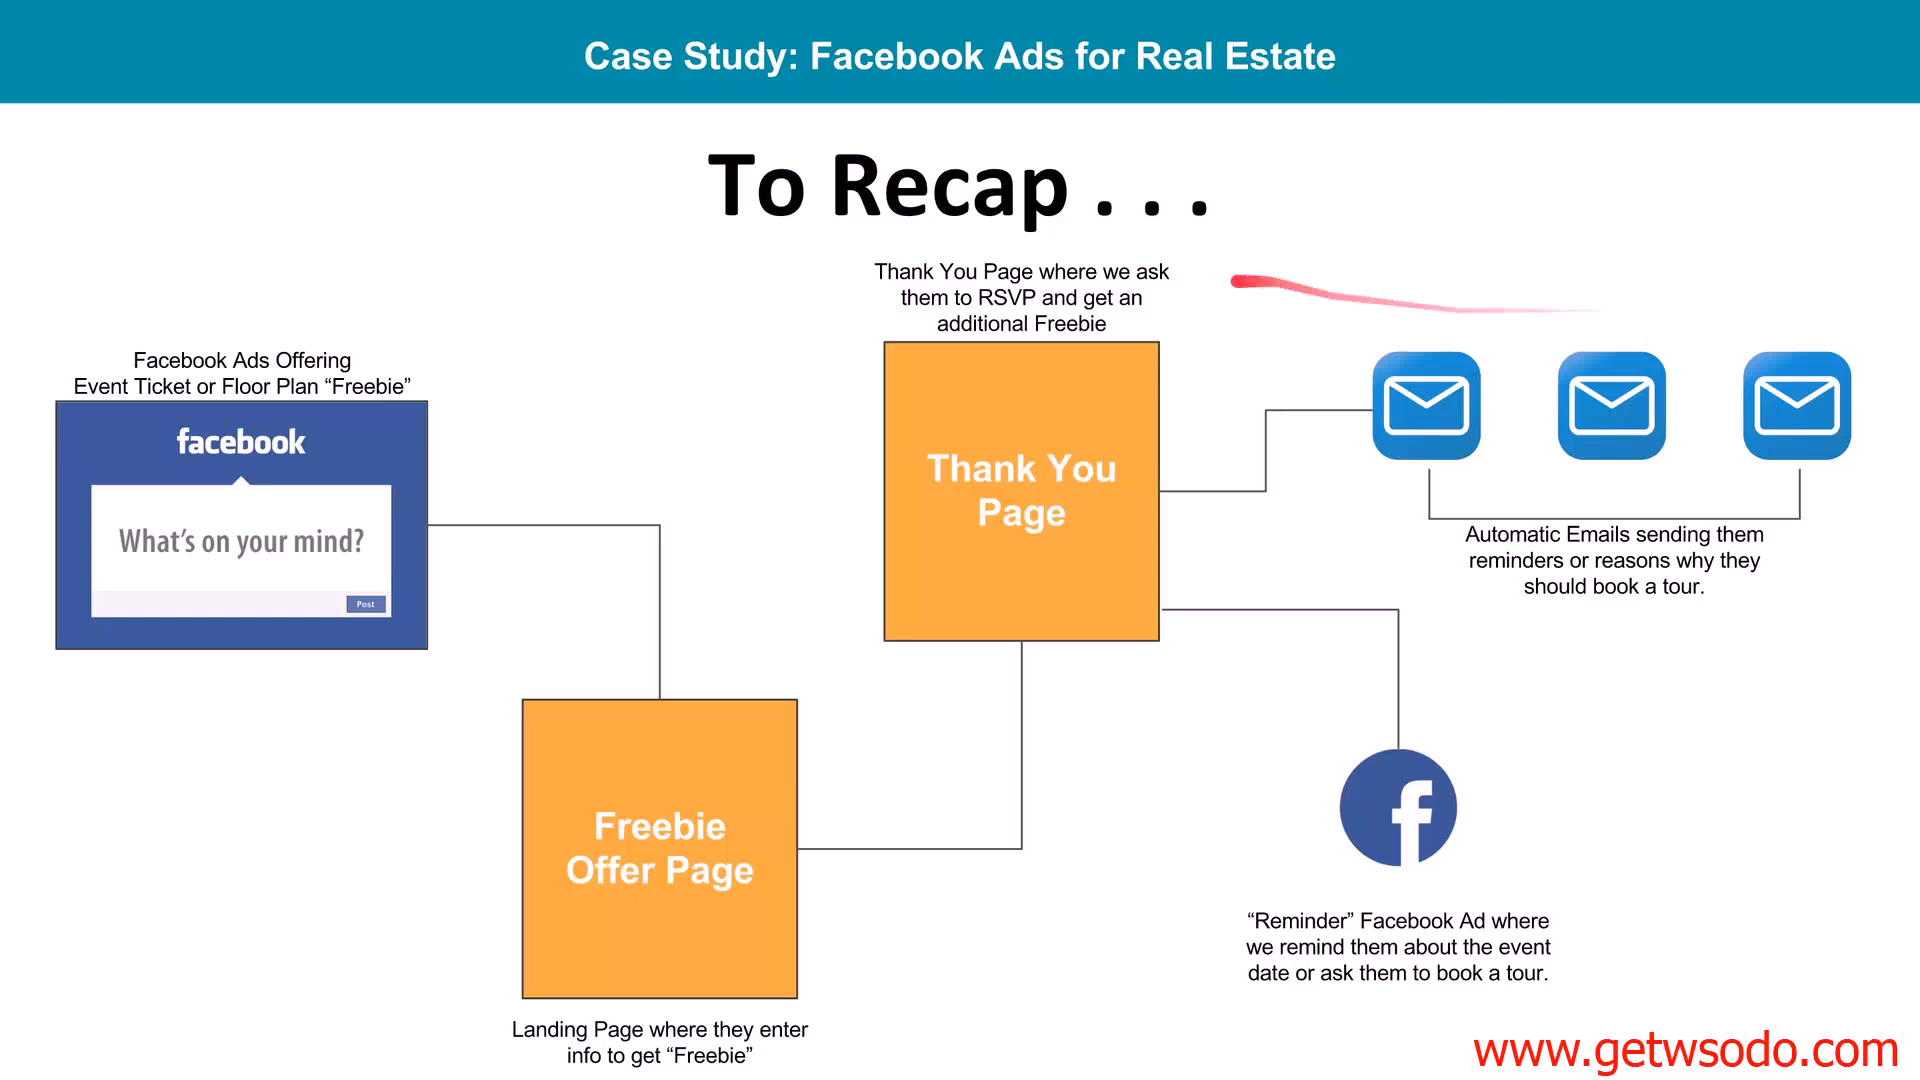 Case Study: Facebook Ads for Real Estate
To Recap . . .
Thank You Page where we ask
them to RSVP and get an
additional Freebie
Facebook Ads Offering
Event Ticket or Floor Plan “Freebie”
facebook
What’s on your mind?
Post
Thank You
Page
Automatic Emails sending them
reminders or reasons why they
should book a tour.
Freebie
Offer Page
Landing Page where they enter
info to get “Freebie”
f
“Reminder” Facebook Ad where
we remind them about the event
date or ask them to book a tour.
www.getwsodo.com